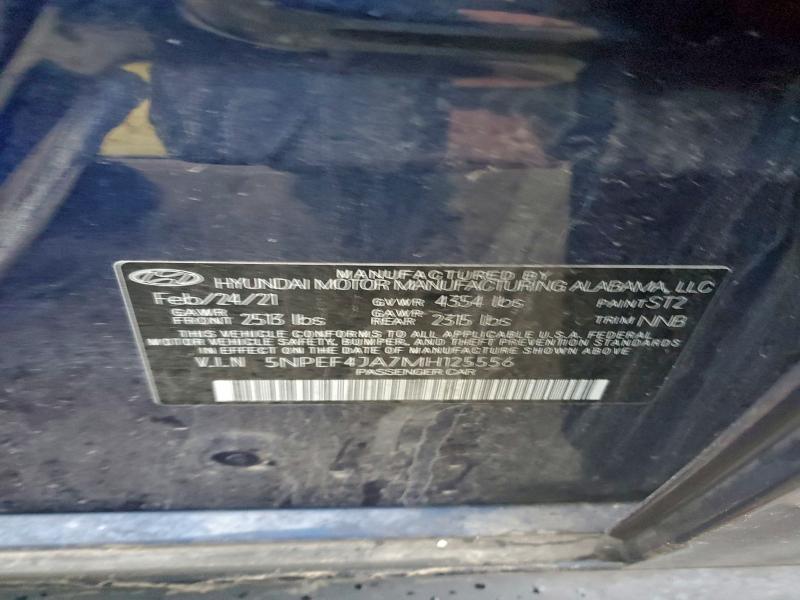 MANUFACTURED BY
HYUNDAI MOTOR MANUFACTURING ALABAMA, LLC
Feb/24/21 GVWR 4354 lbs PAINT ST2
GAWR FRONT 2513 lbs GAWR REAR 2315 lbs TRIM NNB
THIS VEHICLE CONFORMS TO ALL APPLICABLE U.S.A. FEDERAL
MOTOR VEHICLE SAFETY, BUMPER, AND THEFT PREVENTION STANDARDS
IN EFFECT ON THE DATE OF MANUFACTURE SHOWN ABOVE.
V.I.N 5NPEF4JA7MH125556
PASSENGER CAR